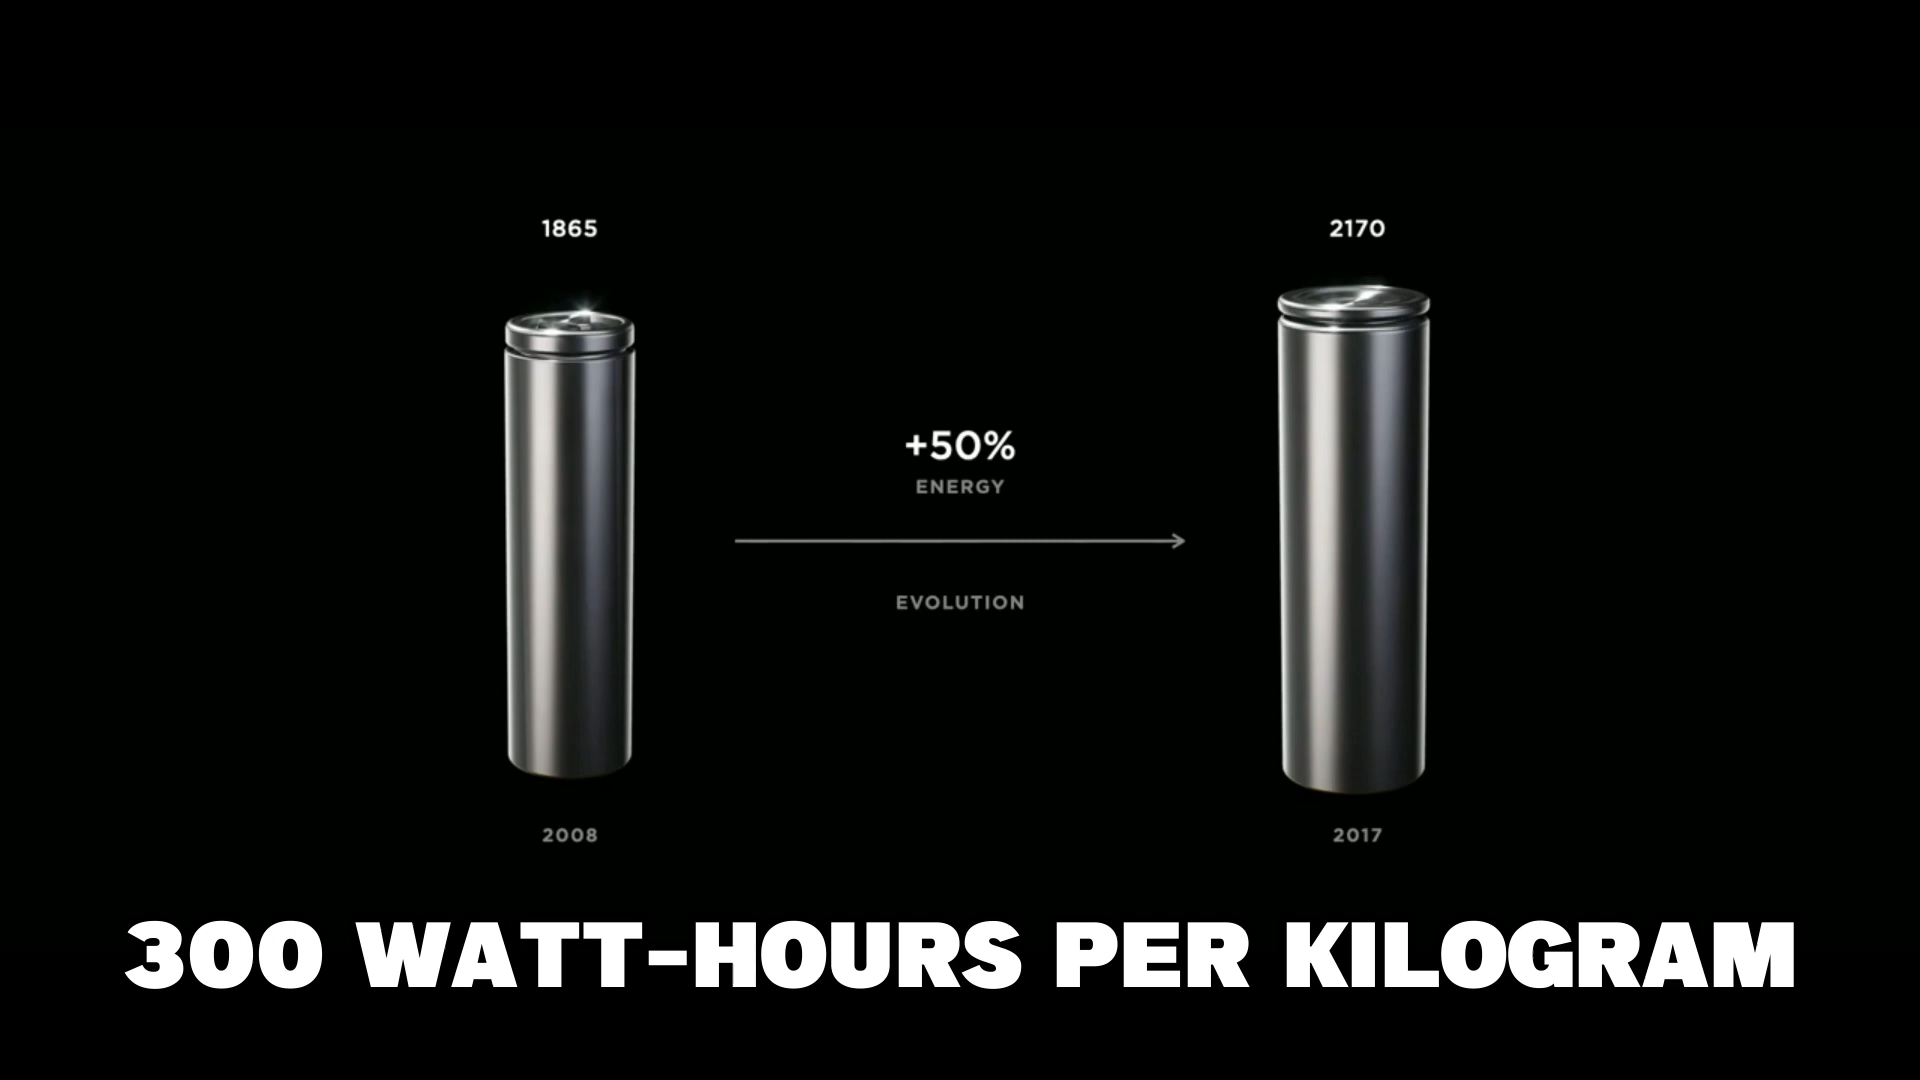 1865
2170
+50%
ENERGY
EVOLUTION
2008
2017
300 WATT-HOURS PER KILOGRAM